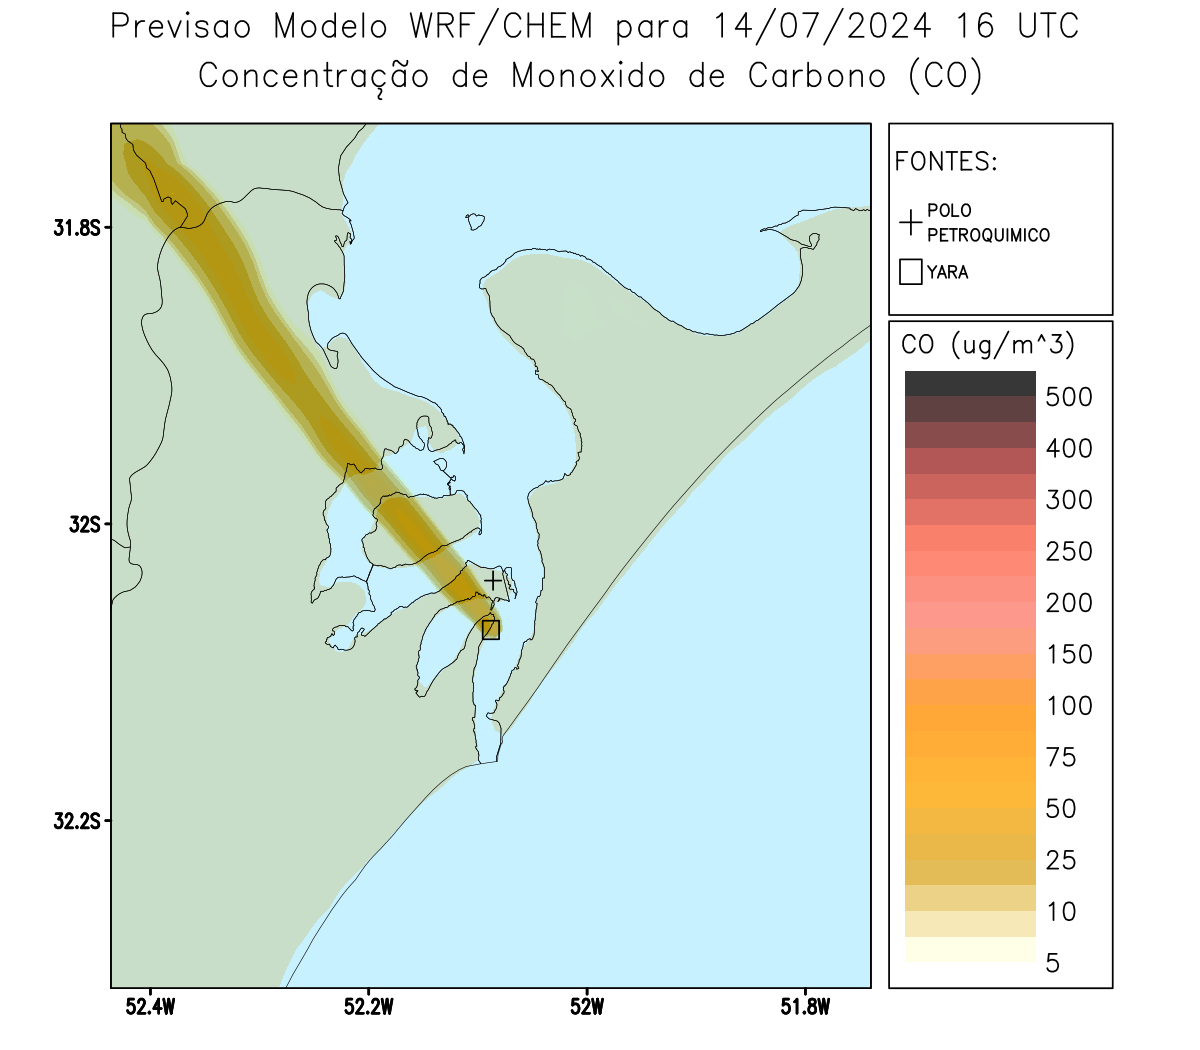 Previsao Modelo WRF/CHEM para 14/07/2024 16 UTC
Concentração de Monoxido de Carbono (CO)
FONTES:
POLO
PETROQUIMICO
YARA
CO (ug/m^3)
500
400
300
250
200
150
100
75
50
25
10
5
31.8S
32S
32.2S
52.4W
52.2W
52W
51.8W